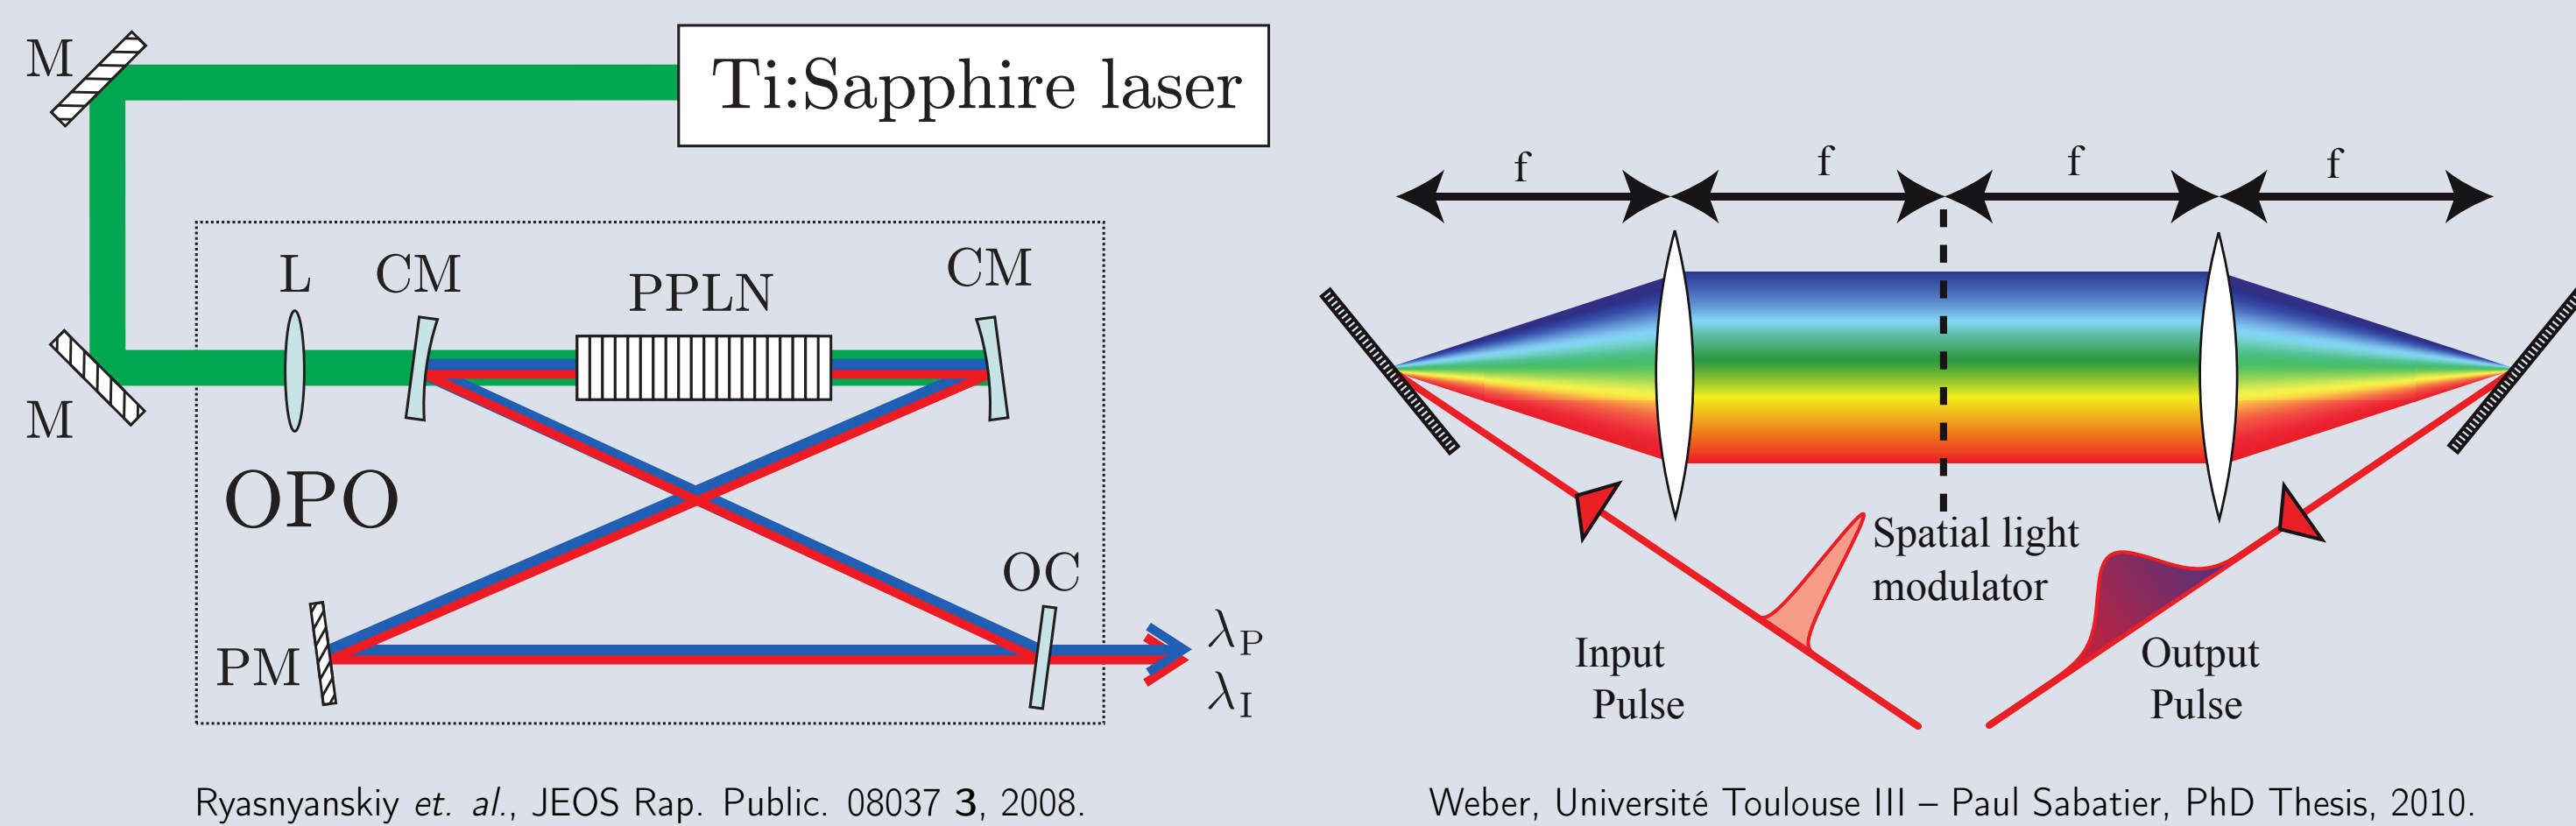 M
Ti:Sapphire laser
L
CM
PPLN
CM
M
OPO
OC
PM
λP
λI
Ryasnyanskiy et. al., JEOS Rap. Public. 08037 3, 2008.
f
f
f
f
Spatial light
modulator
Input
Pulse
Output
Pulse
Weber, Université Toulouse III – Paul Sabatier, PhD Thesis, 2010.